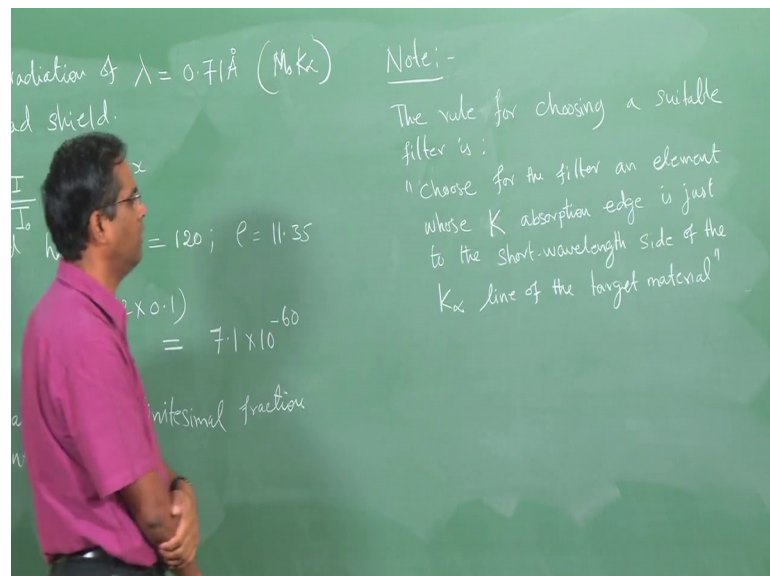 radiation of λ = 0.71Å (MoKα)
ad shield.
I
I₀
x
= 120; ρ = 11.35
2×0.1)
= 7.1×10⁻⁶⁰
initesimal fraction
Note:-
The rule for choosing a suitable
filter is:
"choose for the filter an element
whose K absorption edge is just
to the short-wavelength side of the
Kα line of the target material"